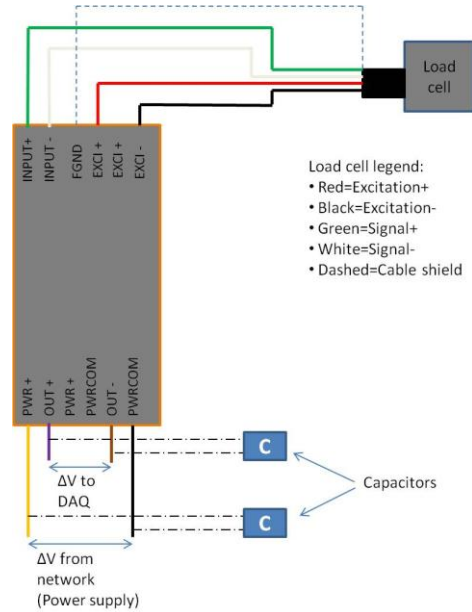 Load
cell
INPUT+
INPUT -
FGND
EXCI +
EXCI +
EXCI -
Load cell legend:
• Red=Excitation+
• Black=Excitation-
• Green=Signal+
• White=Signal-
• Dashed=Cable shield
PWR +
OUT +
PWR +
PWRCOM
OUT -
PWRCOM
C
ΔV to
DAQ
Capacitors
C
ΔV from
network
(Power supply)